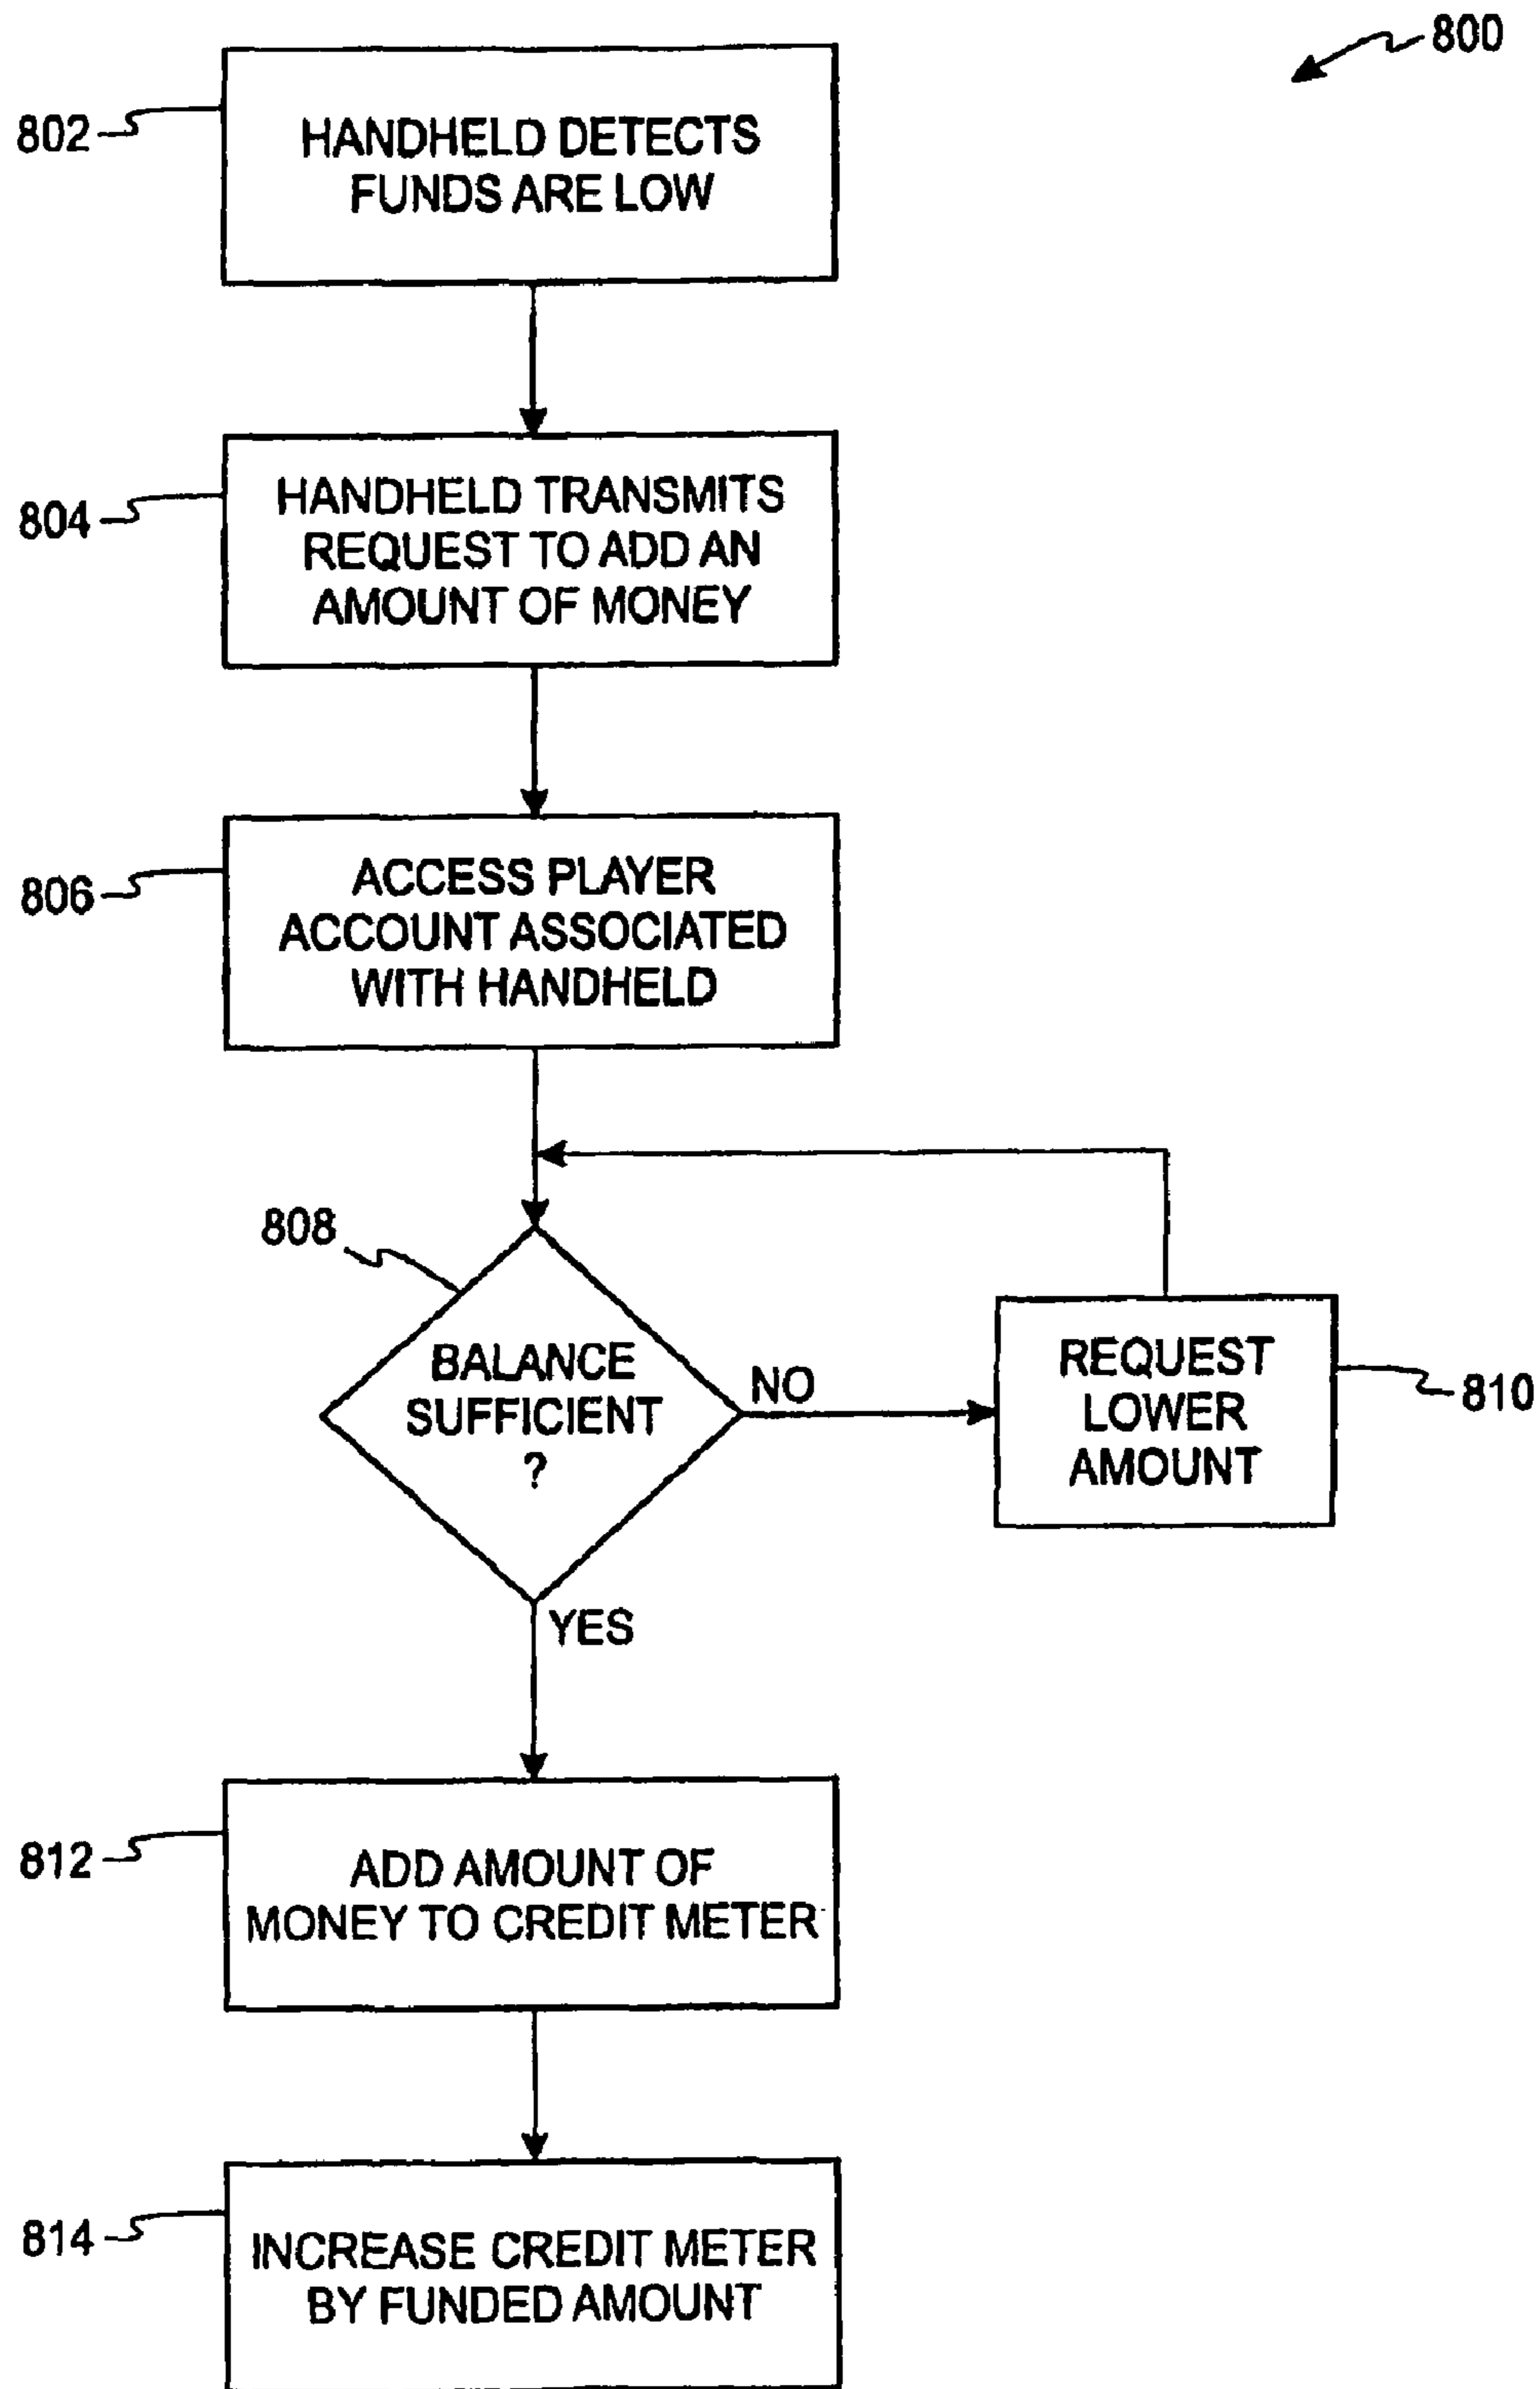 800
802
HANDHELD DETECTS
FUNDS ARE LOW
804
HANDHELD TRANSMITS
REQUEST TO ADD AN
AMOUNT OF MONEY
806
ACCESS PLAYER
ACCOUNT ASSOCIATED
WITH HANDHELD
808
BALANCE
SUFFICIENT
?
NO
REQUEST
LOWER
AMOUNT
810
YES
812
ADD AMOUNT OF
MONEY TO CREDIT METER
814
INCREASE CREDIT METER
BY FUNDED AMOUNT